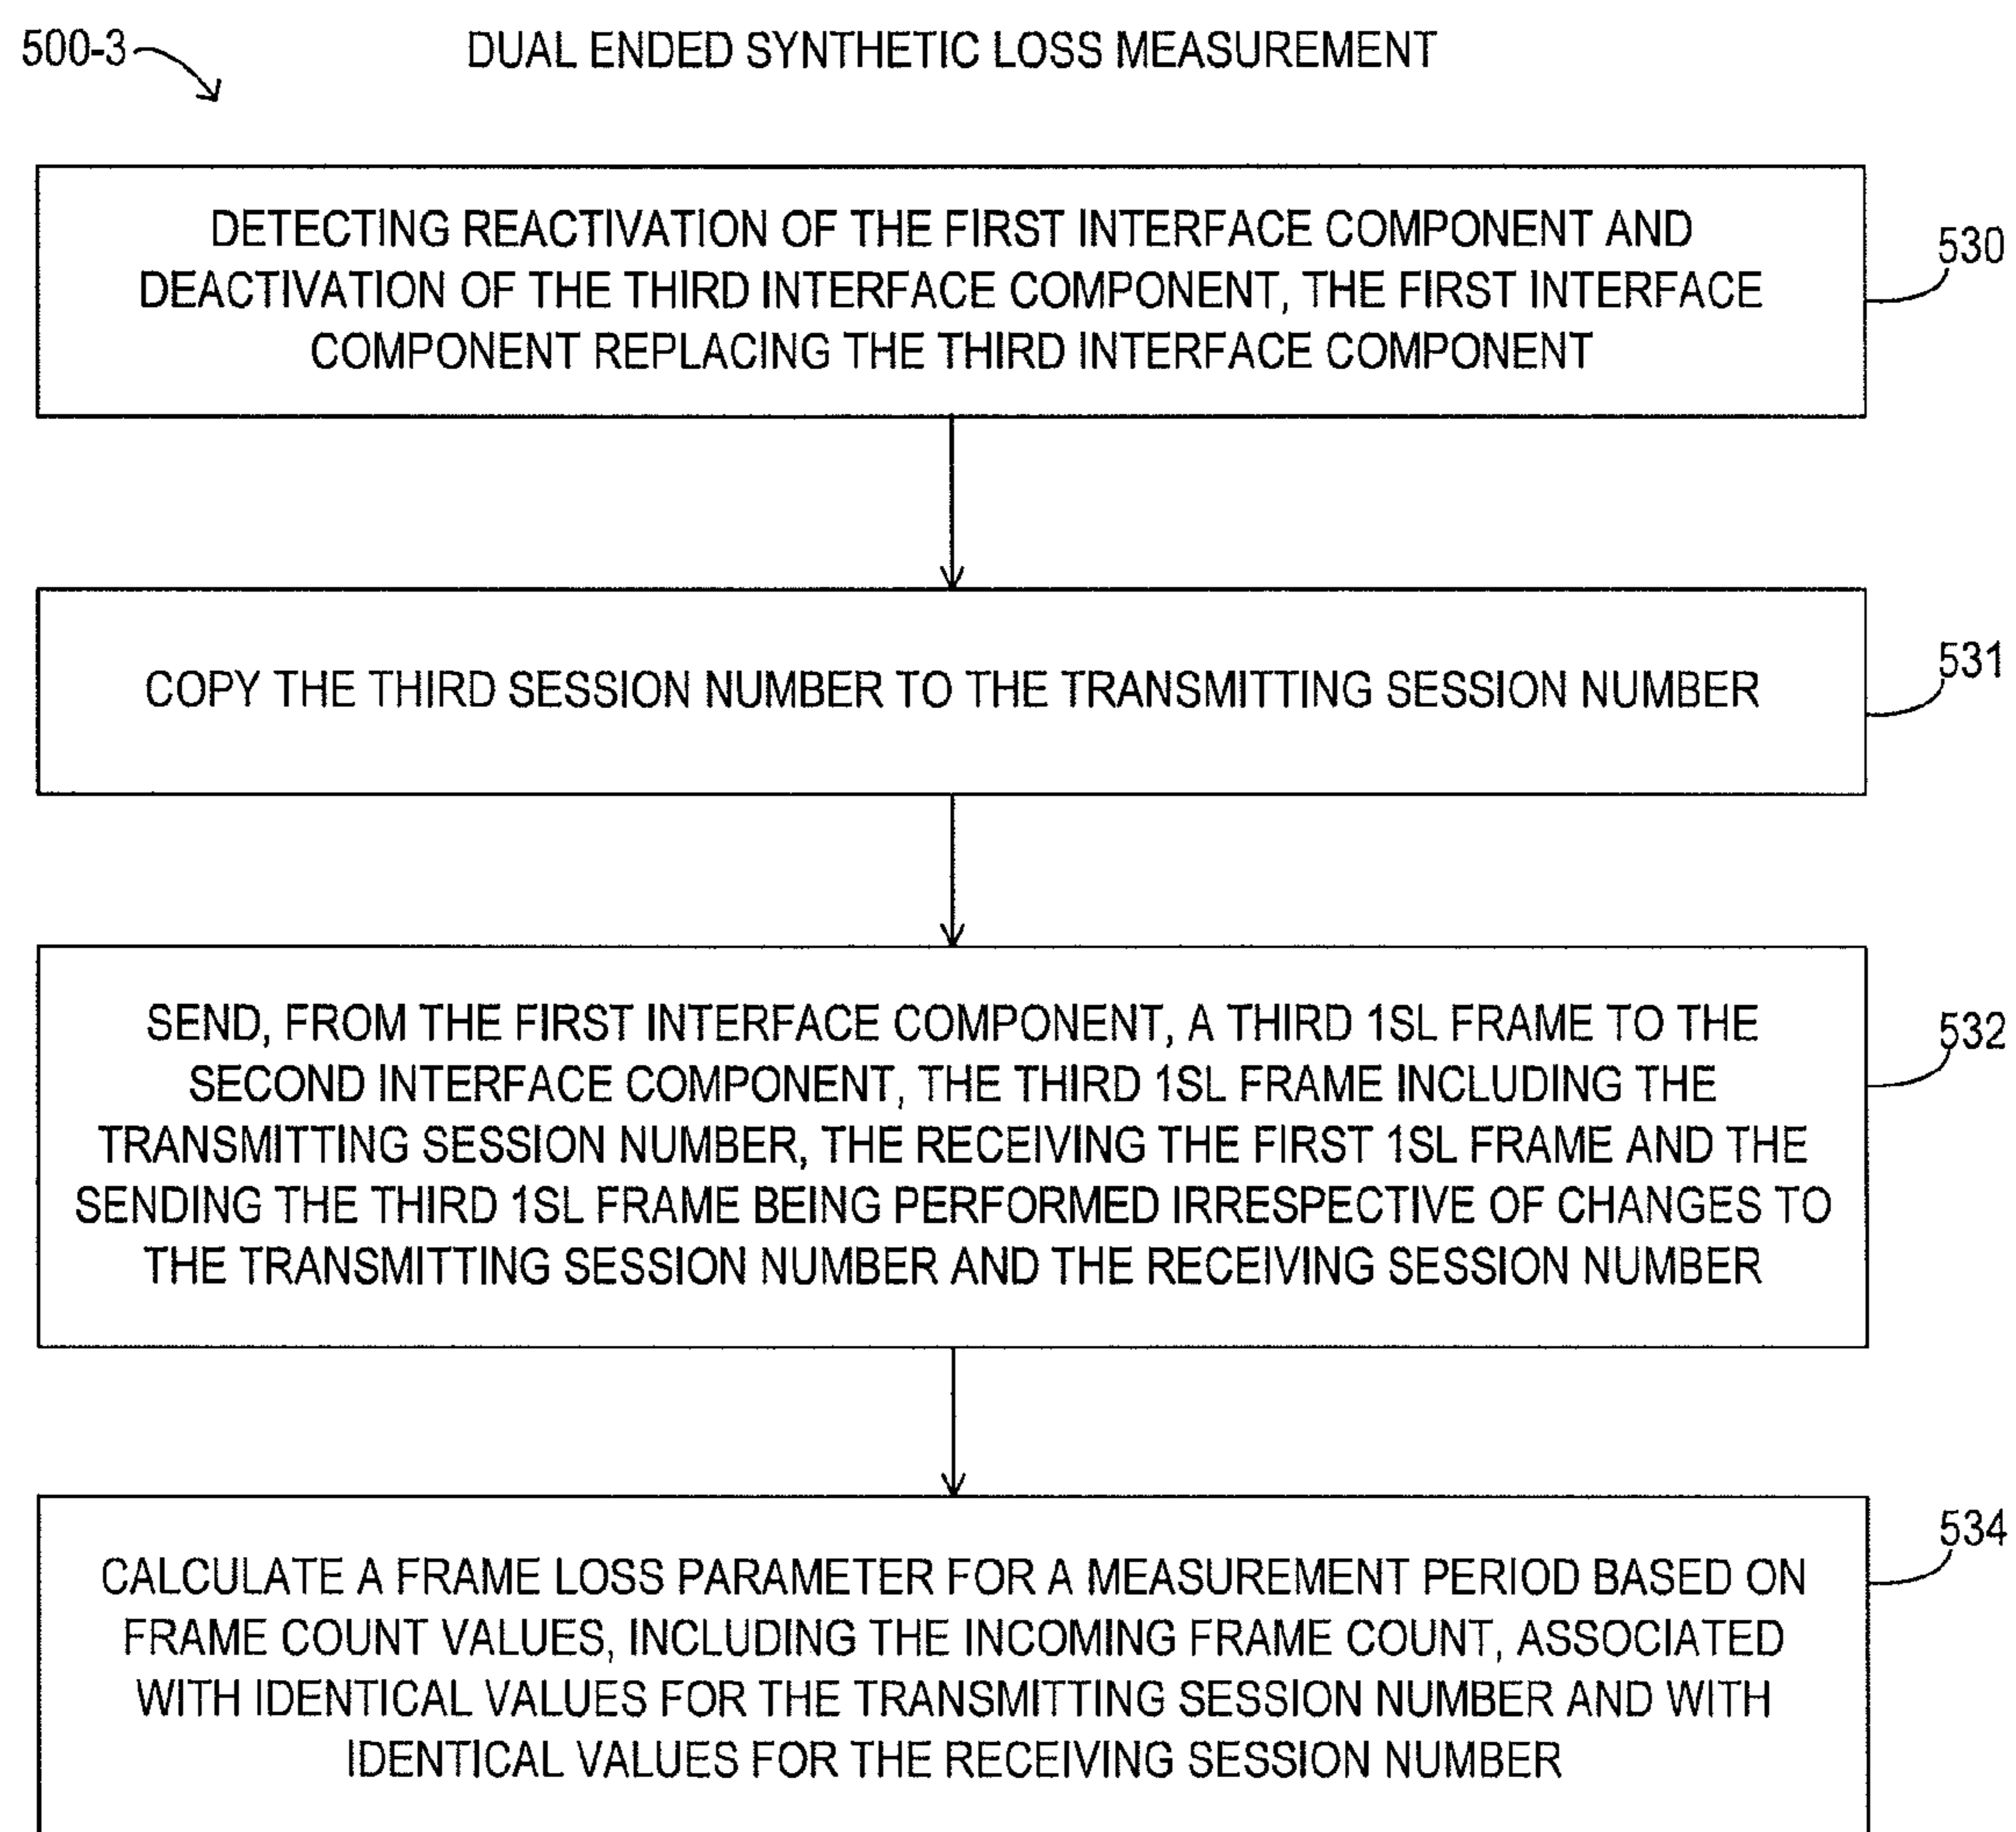 500-3
DUAL ENDED SYNTHETIC LOSS MEASUREMENT
DETECTING REACTIVATION OF THE FIRST INTERFACE COMPONENT AND
DEACTIVATION OF THE THIRD INTERFACE COMPONENT, THE FIRST INTERFACE
COMPONENT REPLACING THE THIRD INTERFACE COMPONENT
530
COPY THE THIRD SESSION NUMBER TO THE TRANSMITTING SESSION NUMBER
531
SEND, FROM THE FIRST INTERFACE COMPONENT, A THIRD 1SL FRAME TO THE
SECOND INTERFACE COMPONENT, THE THIRD 1SL FRAME INCLUDING THE
TRANSMITTING SESSION NUMBER, THE RECEIVING THE FIRST 1SL FRAME AND THE
SENDING THE THIRD 1SL FRAME BEING PERFORMED IRRESPECTIVE OF CHANGES TO
THE TRANSMITTING SESSION NUMBER AND THE RECEIVING SESSION NUMBER
532
CALCULATE A FRAME LOSS PARAMETER FOR A MEASUREMENT PERIOD BASED ON
FRAME COUNT VALUES, INCLUDING THE INCOMING FRAME COUNT, ASSOCIATED
WITH IDENTICAL VALUES FOR THE TRANSMITTING SESSION NUMBER AND WITH
IDENTICAL VALUES FOR THE RECEIVING SESSION NUMBER
534